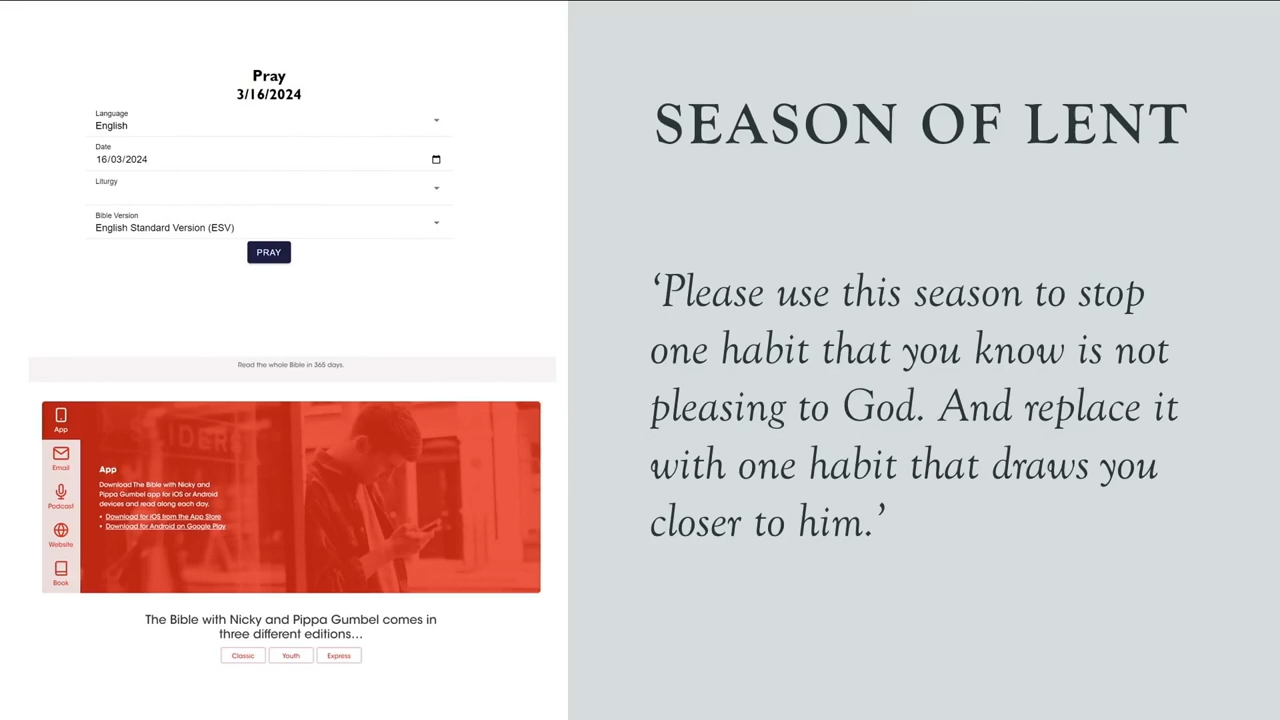 Pray
3/16/2024
Language
English
Date
16/03/2024
Liturgy
Bible Version
English Standard Version (ESV)
PRAY
Read the whole Bible in 365 days.
App
Email
Podcast
Website
Book
SLIDERS
App
Download The Bible with Nicky and
Pippa Gumbel app for iOS or Android
devices and read along each day.
• Download for iOS from the App Store
• Download for Android on Google Play
The Bible with Nicky and Pippa Gumbel comes in
three different editions...
Classic
Youth
Express
SEASON OF LENT
‘Please use this season to stop
one habit that you know is not
pleasing to God. And replace it
with one habit that draws you
closer to him.’